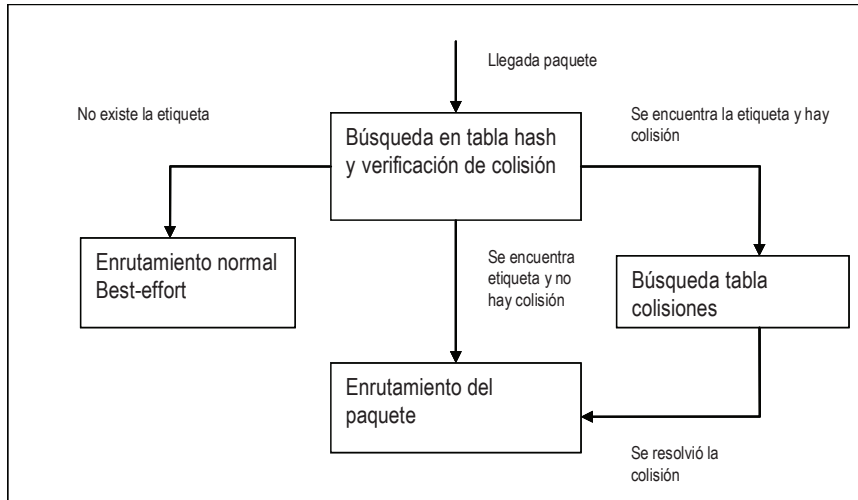 Llegada paquete
No existe la etiqueta
Se encuentra la etiqueta y hay
colisión
Búsqueda en tabla hash
y verificación de colisión
Enrutamiento normal
Best-effort
Se encuentra
etiqueta y no
hay colisión
Búsqueda tabla
colisiones
Enrutamiento del
paquete
Se resolvió la
colisión